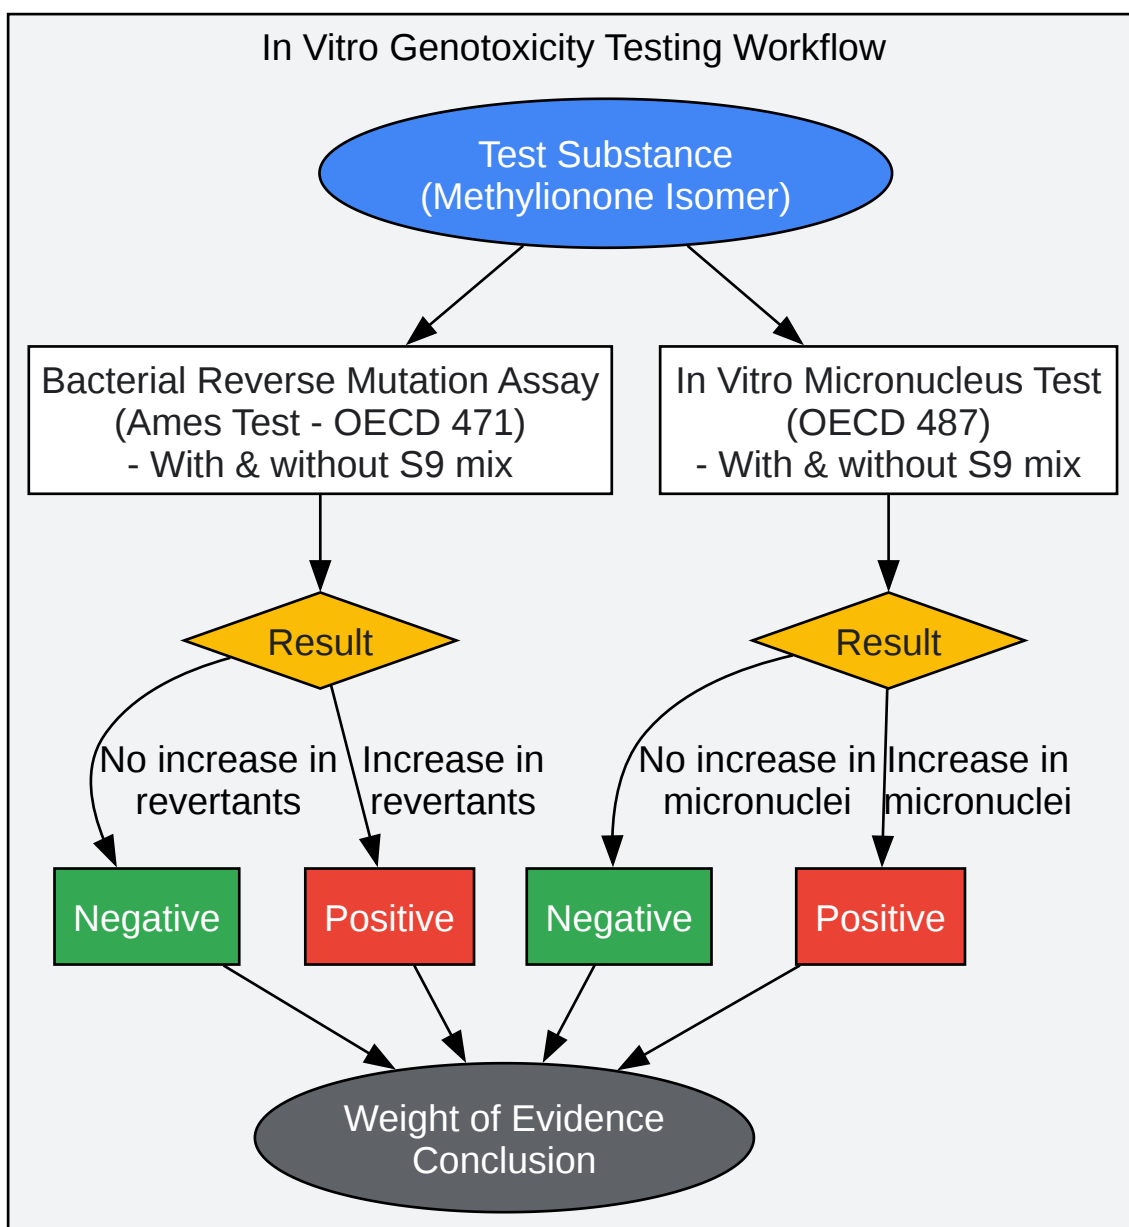 In Vitro Genotoxicity Testing Workflow
Test Substance
(Methylionone Isomer)
Bacterial Reverse Mutation Assay
(Ames Test - OECD 471)
- With & without S9 mix
In Vitro Micronucleus Test
(OECD 487)
- With & without S9 mix
Result
Result
No increase in
revertants
Increase in
revertants
No increase in
micronuclei
Increase in
micronuclei
Negative
Positive
Negative
Positive
Weight of Evidence
Conclusion